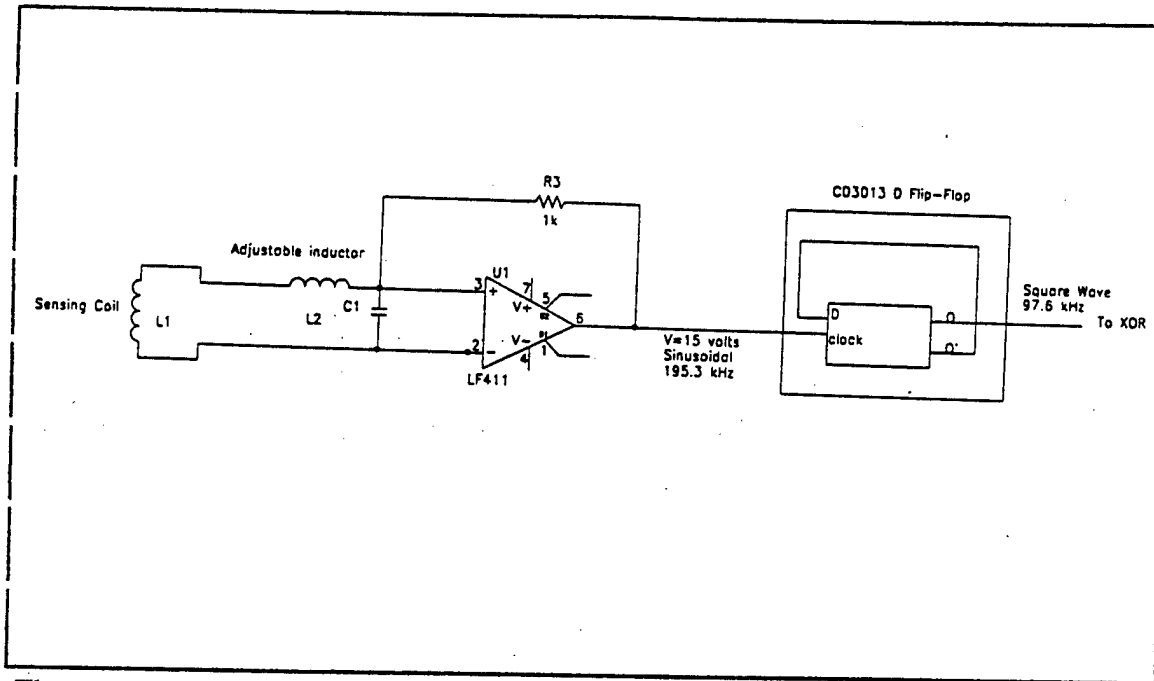 R3
1k
CD3013 D Flip-Flop
Adjustable inductor
Sensing Coil
L1
L2
C1
U1
3
+
7
V+
5
6
2
-
V-
4
1
LF411
V=15 volts
Sinusoidal
195.3 kHz
D
clock
Q
Q'
Square Wave
97.6 kHz
To XOR